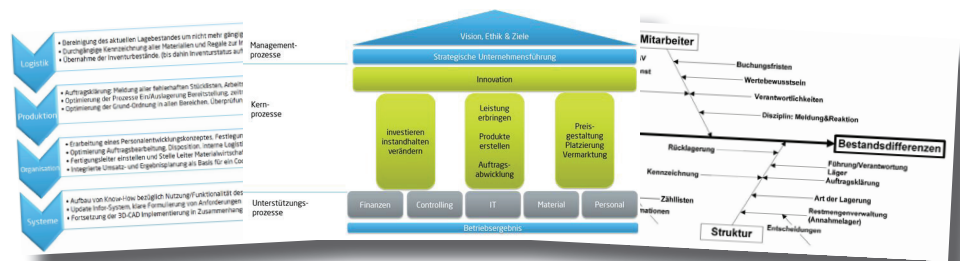 Logistik
• Bereinigung des aktuellen Lagebestandes um nicht mehr gängig
• Durchgängige Kennzeichnung aller Materialien und Regale zur
• Übernahme der Inventurbestände. (bis dahin Inventurstatus auf
Produktion
• Auftragsklärung: Meldung aller fehlerhaften Stücklisten,
• Optimierung der Prozesse Ein/Auslagerung Bereitstellung,
• Optimierung der Grund-Ordnung in allen Bereichen,
Organisation
• Erarbeitung eines Personalentwicklungskonzeptes,
• Optimierung Auftragsbearbeitung, Disposition, interne
• Fertigungsleiter einstellen und Stelle Leiter
• Integrierte Umsatz- und Ergebnisplanung als Basis für ein
Systeme
• Aufbau von Know-How bezüglich Nutzung/Funktionalität des
• Update Infor-System, klare Formulierung von Anforderungen
• Fortsetzung der 3D-CAD Implementierung in Zusammenhang
Management-
prozesse
Kern-
prozesse
Unterstützungs-
prozesse
Vision, Ethik & Ziele
Strategische Unternehmensführung
Innovation
investieren
instandhalten
verändern
Leistung
erbringen
Produkte
erstellen
Auftrags-
abwicklung
Preis-
gestaltung
Platzierung
Vermarktung
Finanzen
Controlling
IT
Material
Personal
Betriebsergebnis
Mitarbeiter
Buchungsfristen
Wertebewusstsein
Verantwortlichkeiten
Disziplin: Meldung&Reaktion
Bestandsdifferenzen
Rücklagerung
Kennzeichnung
Zähllisten
Führung/Verantwortung
Läger
Auftragsklärung
Art der Lagerung
Restmengenverwaltung
(Annahmelager)
Entscheidungen
Struktur